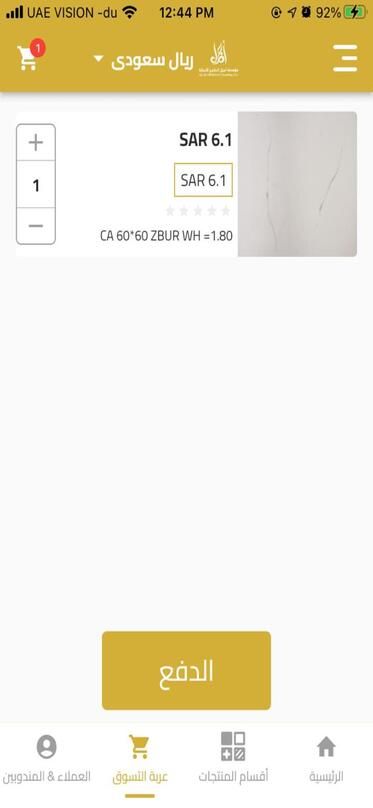 UAE VISION -du 12:44 PM 92%
1
ريال سعودى
SAR 6.1
1
SAR 6.1
CA 60*60 ZBUR WH =1.80
الدفع
الرئيسية
أقسام المنتجات
عربة التسوق
العملاء & المندوبين